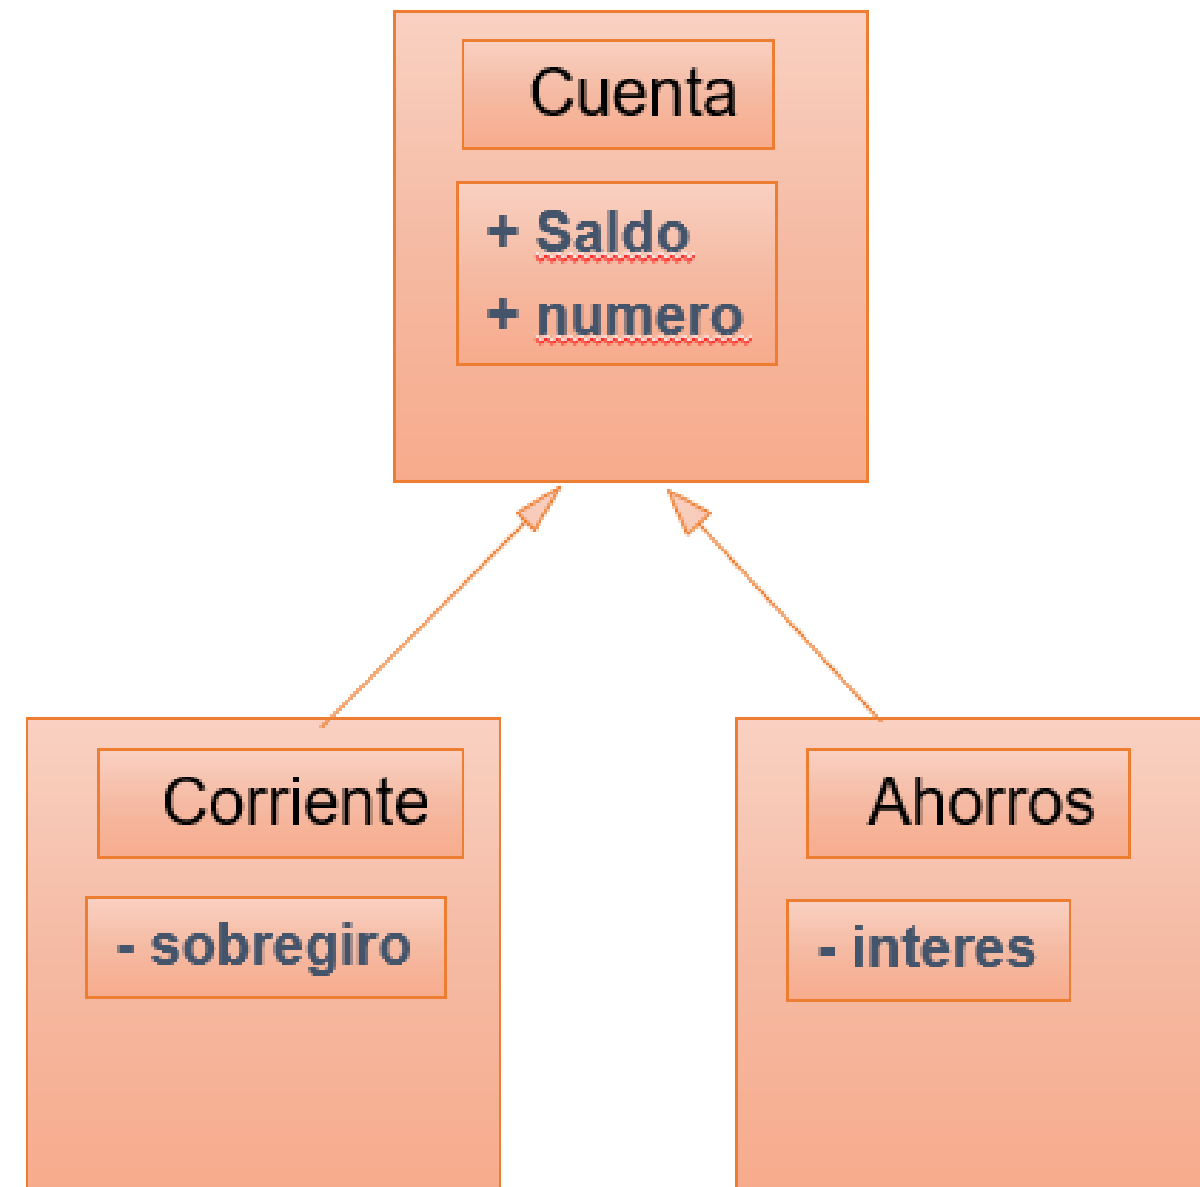 Cuenta
+ Saldo
+ numero
Corriente
- sobregiro
Ahorros
- interes